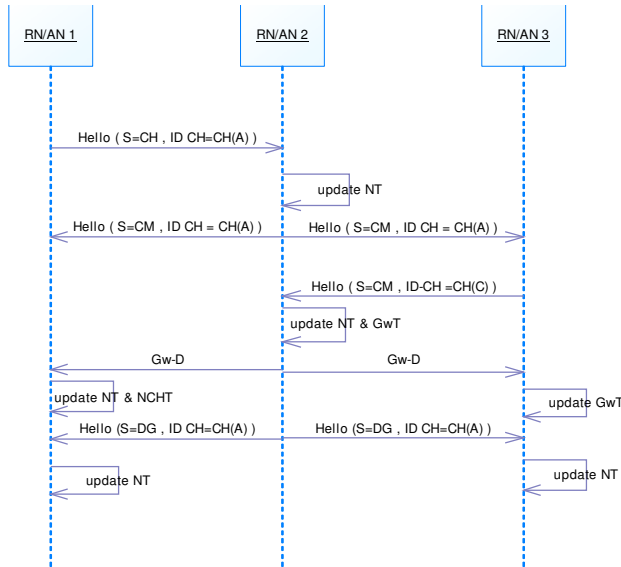 RN/AN 1
RN/AN 2
RN/AN 3
Hello ( S=CH , ID CH=CH(A) )
update NT
Hello ( S=CM , ID CH = CH(A) )
Hello ( S=CM , ID CH = CH(A) )
Hello ( S=CM , ID-CH =CH(C) )
update NT & GwT
Gw-D
Gw-D
update NT & NCHT
update GwT
Hello (S=DG , ID CH=CH(A) )
Hello (S=DG , ID CH=CH(A) )
update NT
update NT